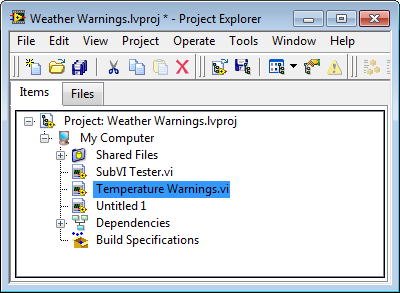 Weather Warnings.lvproj * - Project Explorer
File Edit View Project Operate Tools Window Help
Items Files
Project: Weather Warnings.lvproj
My Computer
Shared Files
SubVI Tester.vi
Temperature Warnings.vi
Untitled 1
Dependencies
Build Specifications